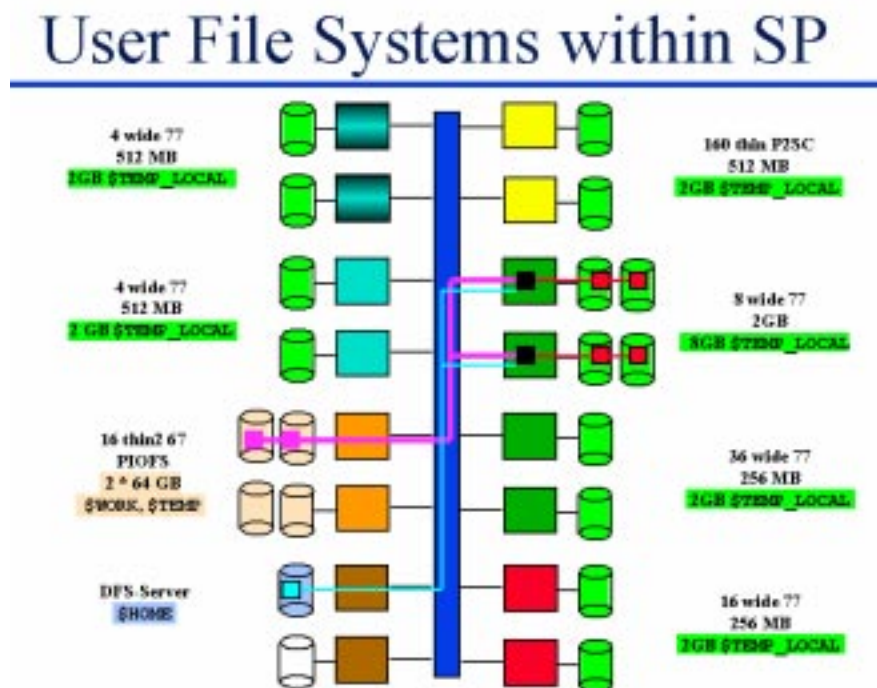 User File Systems within SP
4 wide 77
512 MB
2GB $TEMP_LOCAL
4 wide 77
512 MB
2 GB $TEMP_LOCAL
16 thin2 67
PIOFS
2 * 64 GB
$WORK, $TEMP
DFS-Server
$HOME
160 thin P2SC
512 MB
2GB $TEMP_LOCAL
8 wide 77
2GB
8GB $TEMP_LOCAL
36 wide 77
256 MB
2GB $TEMP_LOCAL
16 wide 77
256 MB
2GB $TEMP_LOCAL